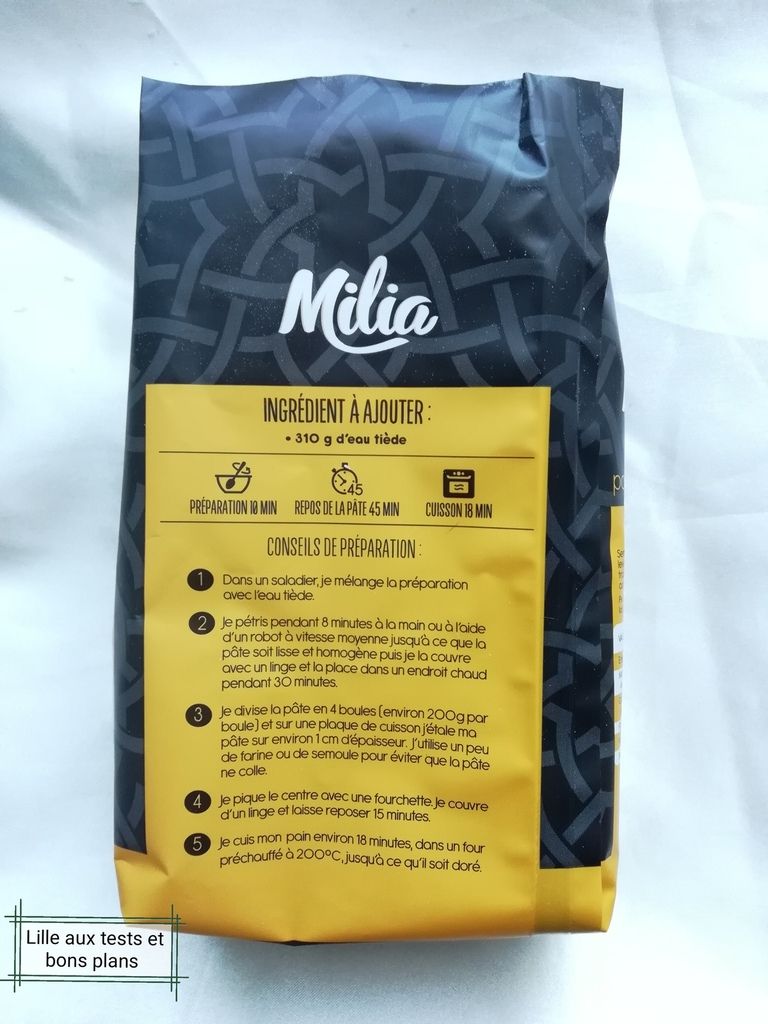 Milia
INGRÉDIENT À AJOUTER :
• 310 g d'eau tiède
45
PRÉPARATION 10 MIN
REPOS DE LA PÂTE 45 MIN
CUISSON 18 MIN
CONSEILS DE PRÉPARATION :
1 Dans un saladier, je mélange la préparation
avec l'eau tiède.
2 Je pétris pendant 8 minutes à la main ou à l'aide
d'un robot à vitesse moyenne jusqu'à ce que la
pâte soit lisse et homogène puis je la couvre
avec un linge et la place dans un endroit chaud
pendant 30 minutes.
3 Je divise la pâte en 4 boules (environ 200g par
boule) et sur une plaque de cuisson j'étale ma
pâte sur environ 1 cm d'épaisseur. J'utilise un peu
de farine ou de semoule pour éviter que la pâte
ne colle.
4 Je pique le centre avec une fourchette. Je couvre
d'un linge et laisse reposer 15 minutes.
5 Je cuis mon pain environ 18 minutes, dans un four
préchauffé à 200°C, jusqu'à ce qu'il soit doré.
Lille aux tests et
bons plans